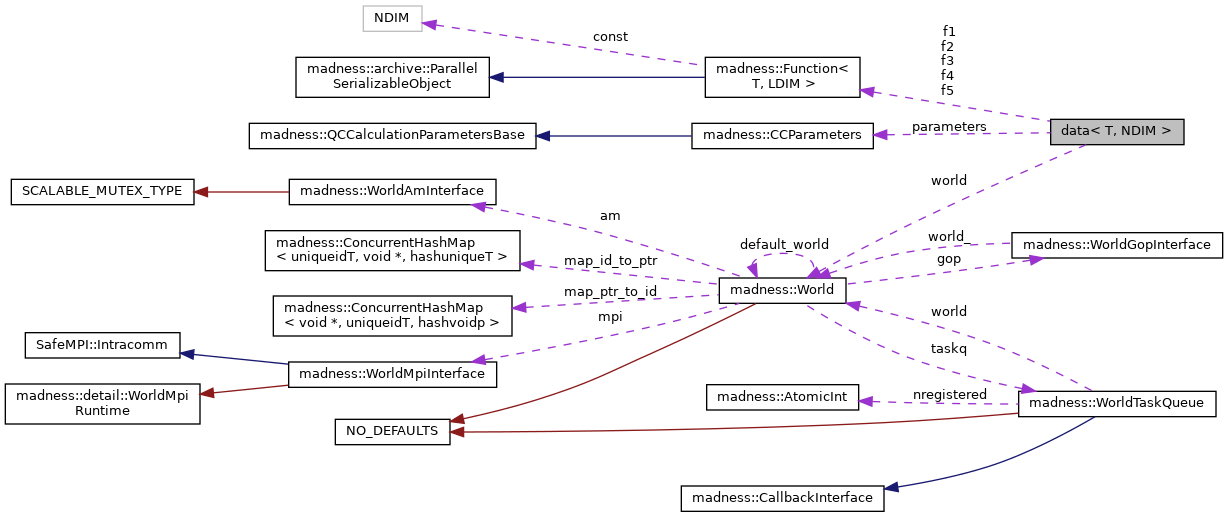 NDIM
const
f1
f2
f3
f4
f5
madness::archive::Parallel
SerializableObject
madness::Function<
T, LDIM >
madness::QCCalculationParametersBase
madness::CCParameters
parameters
data< T, NDIM >
SCALABLE_MUTEX_TYPE
madness::WorldAmInterface
world
am
madness::ConcurrentHashMap
< uniqueidT, void *, hashuniqueT >
map_id_to_ptr
default_world
world_
gop
madness::WorldGopInterface
madness::World
madness::ConcurrentHashMap
< void *, uniqueidT, hashvoidp >
map_ptr_to_id
mpi
world
SafeMPI::Intracomm
madness::WorldMpiInterface
taskq
madness::detail::WorldMpi
Runtime
madness::AtomicInt
nregistered
madness::WorldTaskQueue
NO_DEFAULTS
madness::CallbackInterface